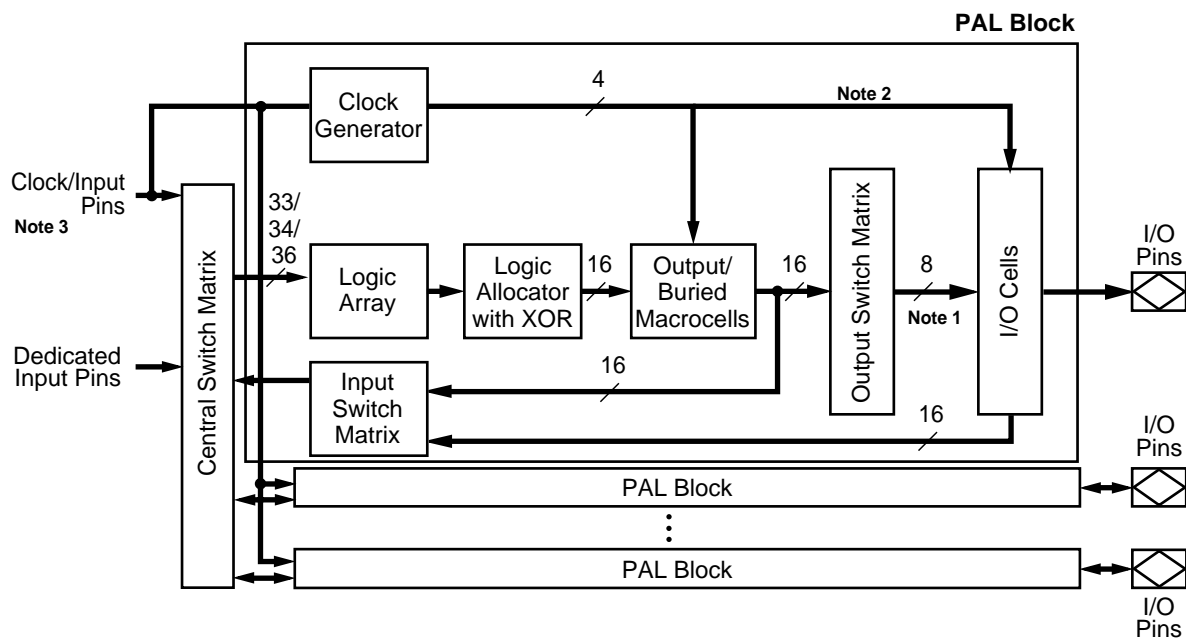 PAL Block
Clock
Generator
4
Note 2
Clock/Input
Pins
Note 3
33/
34/
36
Central Switch Matrix
Logic
Array
Logic
Allocator
with XOR
16
Output/
Buried
Macrocells
16
Output Switch Matrix
8
Note 1
I/O Cells
I/O
Pins
Dedicated
Input Pins
Input
Switch
Matrix
16
16
I/O
Pins
PAL Block
PAL Block
I/O
Pins